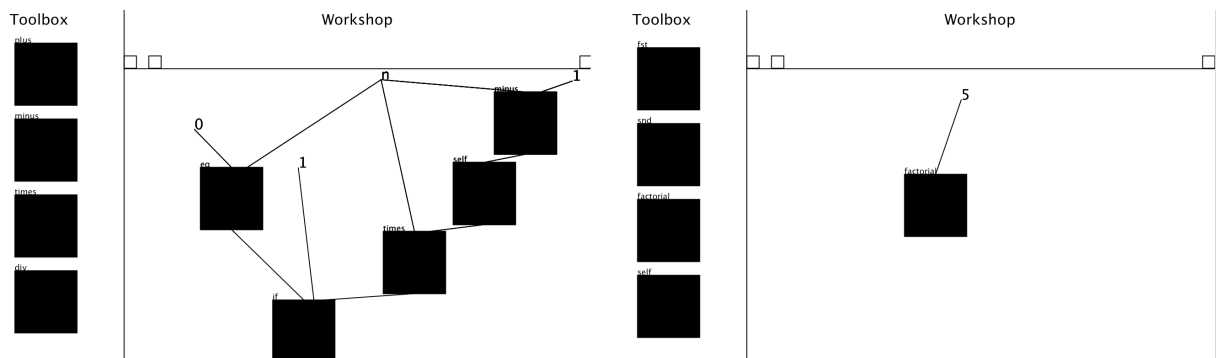 Toolbox
Workshop
plus
minus
times
div
n
1
minus
0
eq
1
self
times
if
Toolbox
Workshop
fst
snd
factorial
self
5
factorial